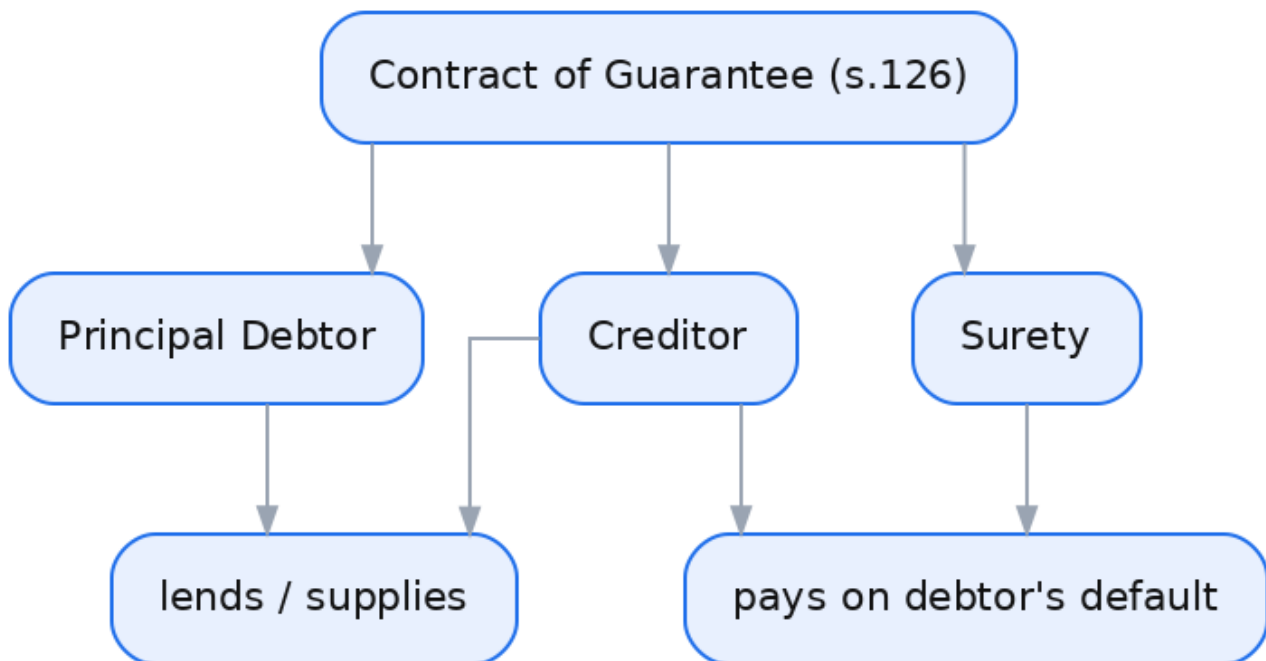 Contract of Guarantee (s.126)
Principal Debtor
Creditor
Surety
lends / supplies
pays on debtor's default